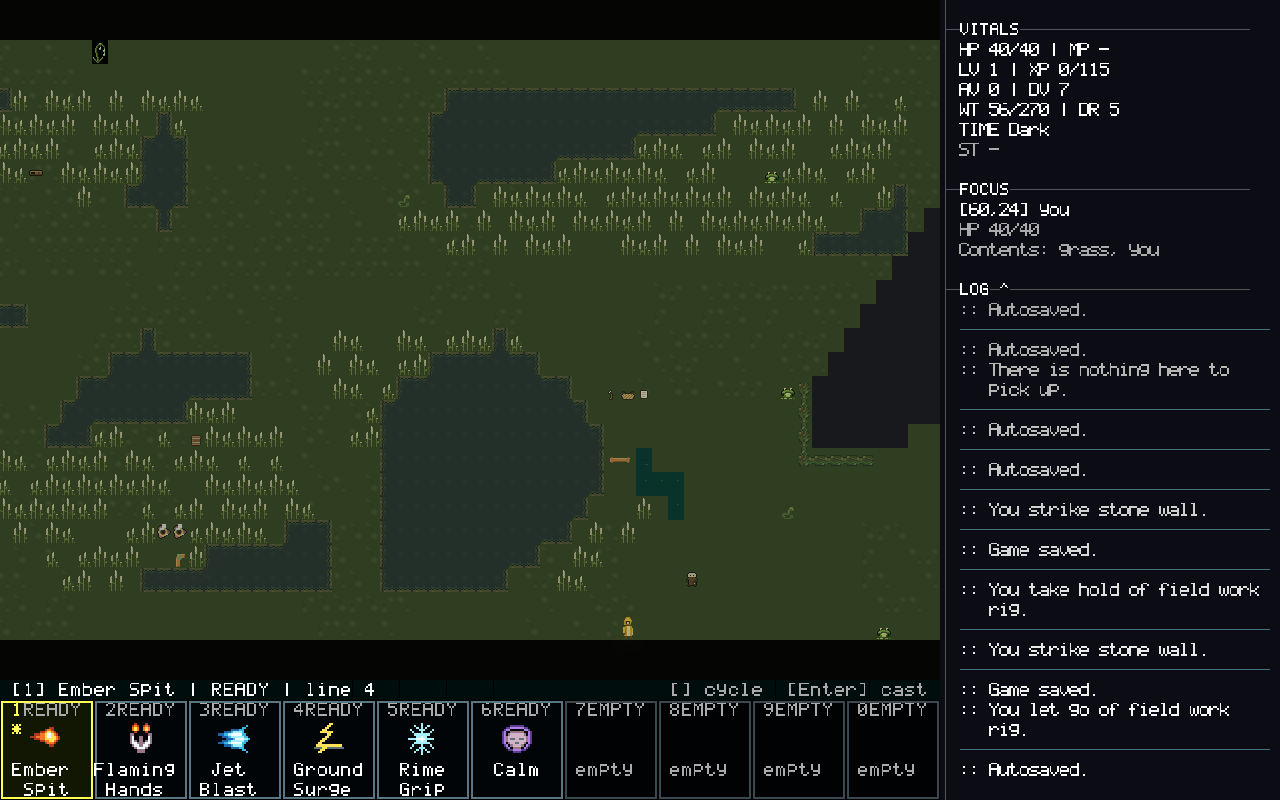 VITALS
HP 40/40 | MP -
LV 1 | XP 0/115
AV 0 | DV 7
WT 56/270 | DR 5
TIME Dark
ST -
FOCUS
[60,24] You
HP 40/40
Contents: grass, You
LOG ^
:: Autosaved.
:: Autosaved.
:: There is nothing here to
pick up.
:: Autosaved.
:: Autosaved.
:: You strike stone wall.
:: Game saved.
:: You take hold of field work
rig.
:: You strike stone wall.
:: Game saved.
:: You let go of field work
rig.
:: Autosaved.
[1] Ember Spit | READY | line 4
[] cycle [Enter] cast
1READY
* Ember
Spit
2READY
Flaming
Hands
3READY
Jet
Blast
4READY
Ground
Surge
5READY
Rime
Grip
6READY
Calm
7EMPTY
empty
8EMPTY
empty
9EMPTY
empty
0EMPTY
empty